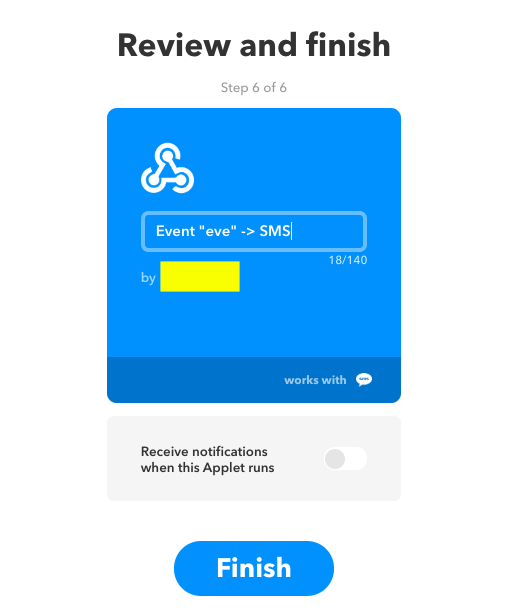 Review and finish
Step 6 of 6
Event "eve" -> SMS
18/140
by
works with
Receive notifications
when this Applet runs
Finish